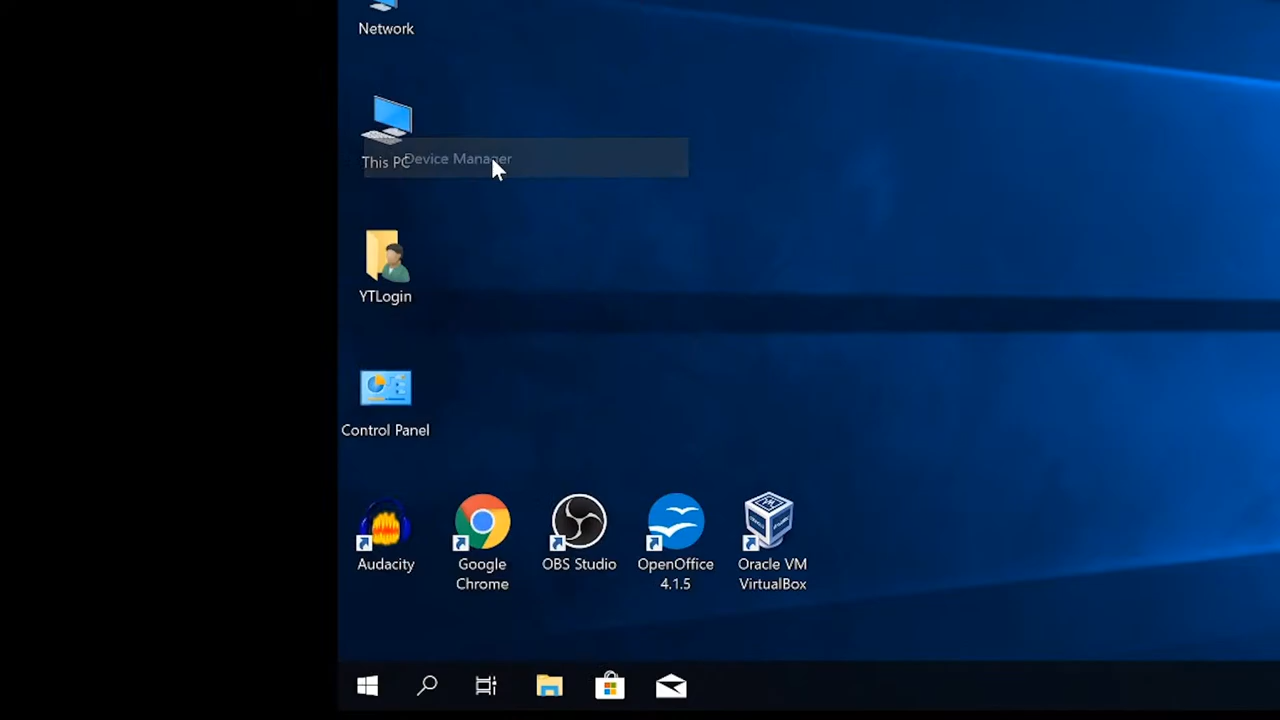 Network
This PC
Device Manager
YTLogin
Control Panel
Audacity
Google
Chrome
OBS Studio
OpenOffice
4.1.5
Oracle VM
VirtualBox